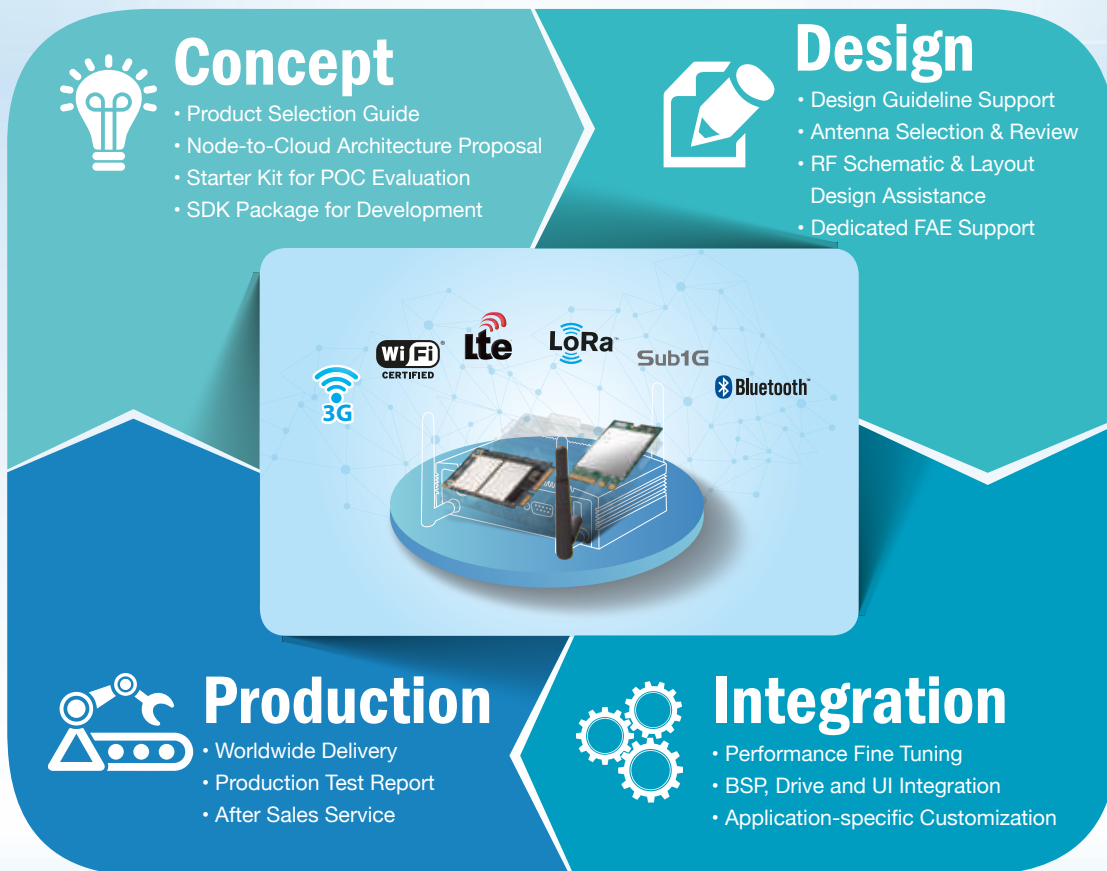 Concept
• Product Selection Guide
• Node-to-Cloud Architecture Proposal
• Starter Kit for POC Evaluation
• SDK Package for Development
Design
• Design Guideline Support
• Antenna Selection & Review
• RF Schematic & Layout
Design Assistance
• Dedicated FAE Support
3G
Wi Fi®
CERTIFIED
Lte
LoRa™
Sub1G
Bluetooth™
Production
• Worldwide Delivery
• Production Test Report
• After Sales Service
Integration
• Performance Fine Tuning
• BSP, Drive and UI Integration
• Application-specific Customization